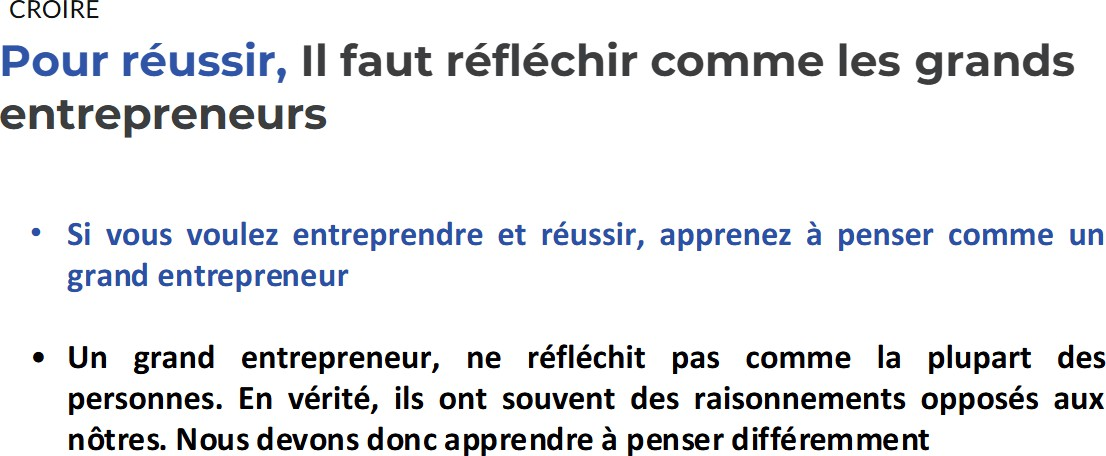 CROIRE
Pour réussir, Il faut réfléchir comme les grands
entrepreneurs
• Si vous voulez entreprendre et réussir, apprenez à penser comme un
grand entrepreneur
• Un grand entrepreneur, ne réfléchit pas comme la plupart des
personnes. En vérité, ils ont souvent des raisonnements opposés aux
nôtres. Nous devons donc apprendre à penser différemment